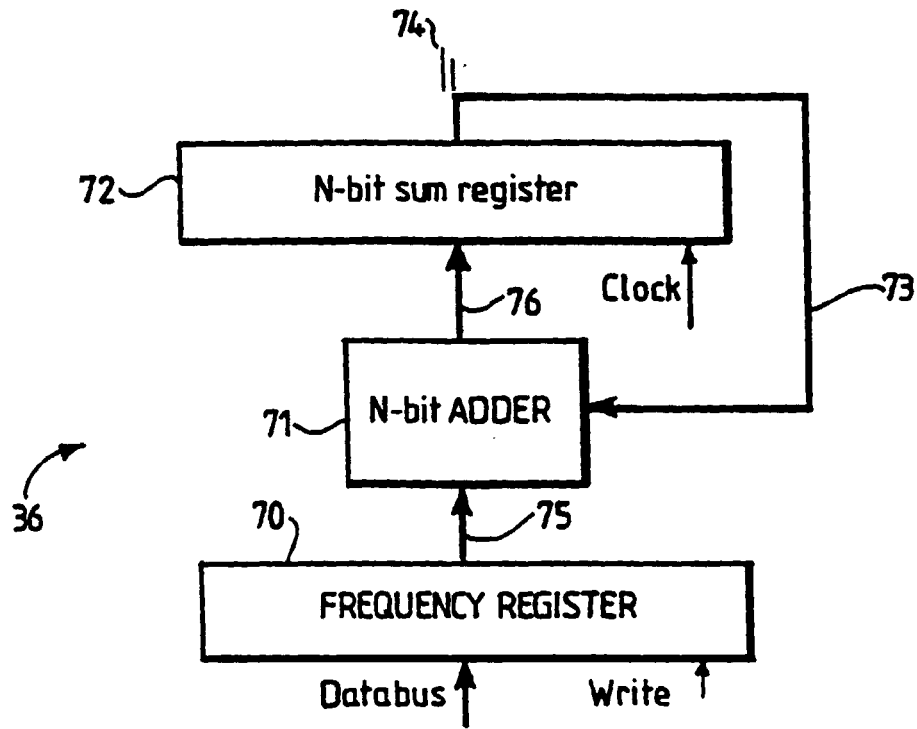 74
72
N-bit sum register
Clock
73
76
71
N-bit ADDER
36
70
75
FREQUENCY REGISTER
Databus
Write